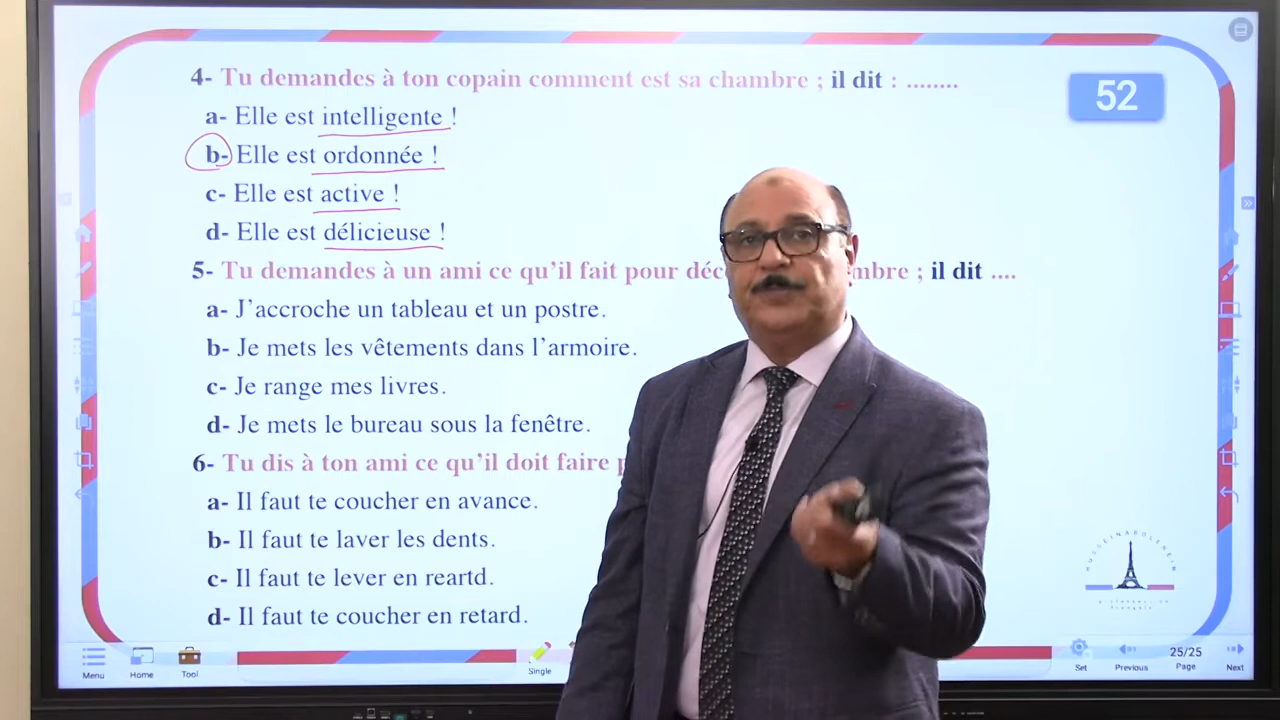 4- Tu demandes à ton copain comment est sa chambre ; il dit : ........
52
a- Elle est intelligente !
b- Elle est ordonnée !
c- Elle est active !
d- Elle est délicieuse !
5- Tu demandes à un ami ce qu'il fait pour ; il dit ....
a- J'accroche un tableau et un postre.
b- Je mets les vêtements dans l'armoire.
c- Je range mes livres.
d- Je mets le bureau sous la fenêtre.
6- Tu dis à ton ami ce qu'il doit faire
a- Il faut te coucher en avance.
b- Il faut te laver les dents.
c- Il faut te lever en reartd.
d- Il faut te coucher en retard.
Menu
Home
Tool
Single
Set
Previous
25/25
Page
Next